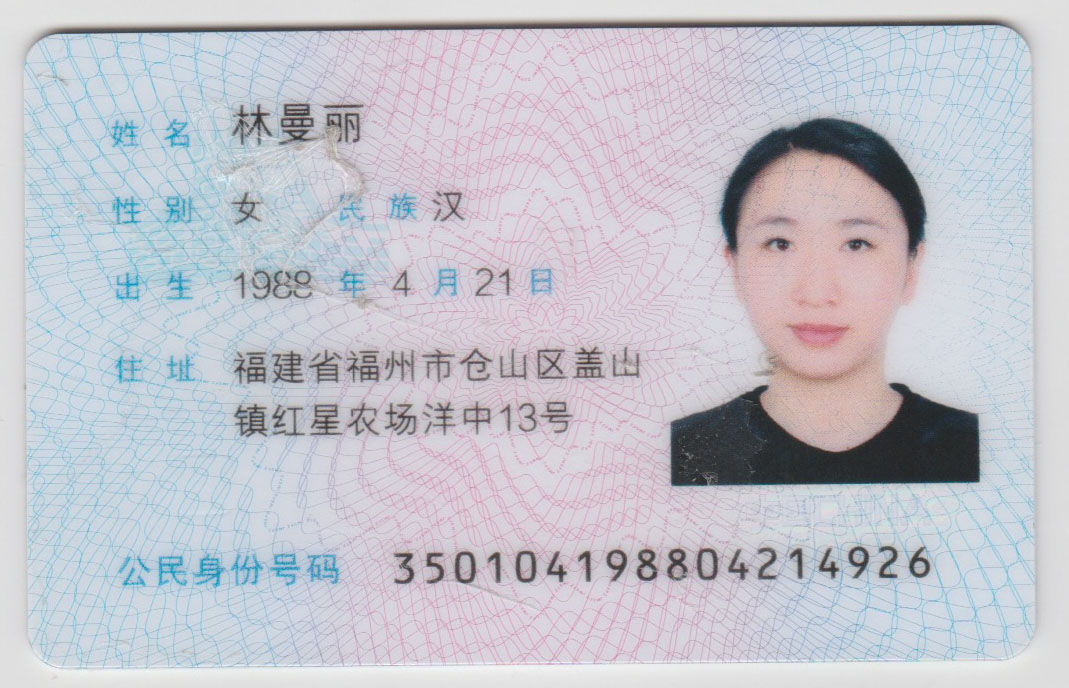 姓名 林曼丽
性别 女 民族 汉
出生 1988 年 4 月 21 日
住址 福建省福州市仓山区盖山
镇红星农场洋中13号
公民身份号码 350104198804214926